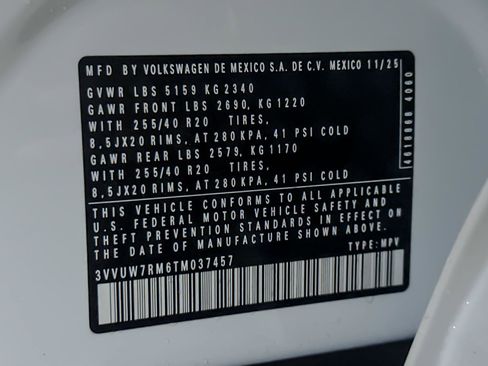 MFD BY VOLKSWAGEN DE MEXICO S.A. DE C.V. MEXICO 11/25
GVWR LBS 5159 KG 2340
GAWR FRONT LBS 2690, KG 1220
WITH 255/40 R20 TIRES,
8,5JX20 RIMS, AT 280 KPA, 41 PSI COLD
GAWR REAR LBS 2579, KG 1170
WITH 255/40 R20 TIRES,
8,5JX20 RIMS, AT 280 KPA, 41 PSI COLD
THIS VEHICLE CONFORMS TO ALL APPLICABLE
U.S. FEDERAL MOTOR VEHICLE SAFETY AND
THEFT PREVENTION STANDARDS IN EFFECT ON
THE DATE OF MANUFACTURE SHOWN ABOVE.
3VVUW7RM6TM037457
TYPE: MPV
4618068 4060